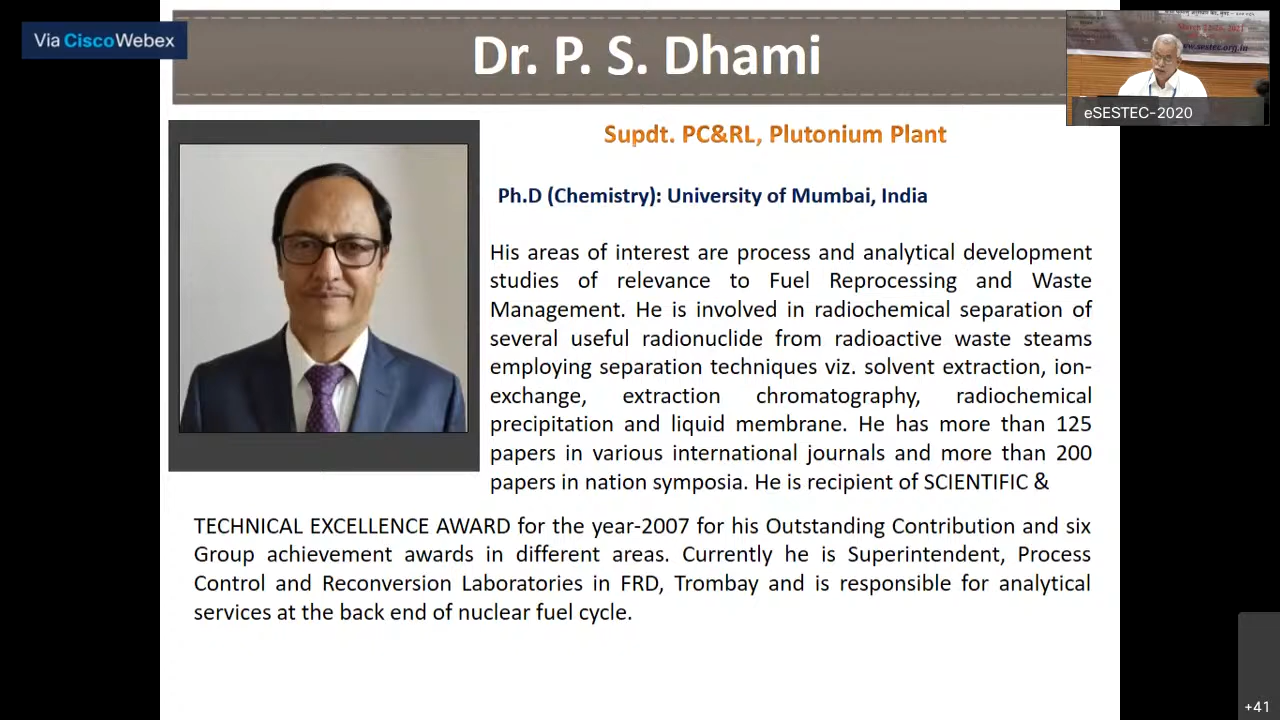 Via CiscoWebex
Dr. P. S. Dhami
www.sestec.org.in
eSESTEC-2020
Supdt. PC&RL, Plutonium Plant
Ph.D (Chemistry): University of Mumbai, India
His areas of interest are process and analytical development
studies of relevance to Fuel Reprocessing and Waste
Management. He is involved in radiochemical separation of
several useful radionuclide from radioactive waste steams
employing separation techniques viz. solvent extraction, ion-
exchange, extraction chromatography, radiochemical
precipitation and liquid membrane. He has more than 125
papers in various international journals and more than 200
papers in nation symposia. He is recipient of SCIENTIFIC &
TECHNICAL EXCELLENCE AWARD for the year-2007 for his Outstanding Contribution and six
Group achievement awards in different areas. Currently he is Superintendent, Process
Control and Reconversion Laboratories in FRD, Trombay and is responsible for analytical
services at the back end of nuclear fuel cycle.
+41